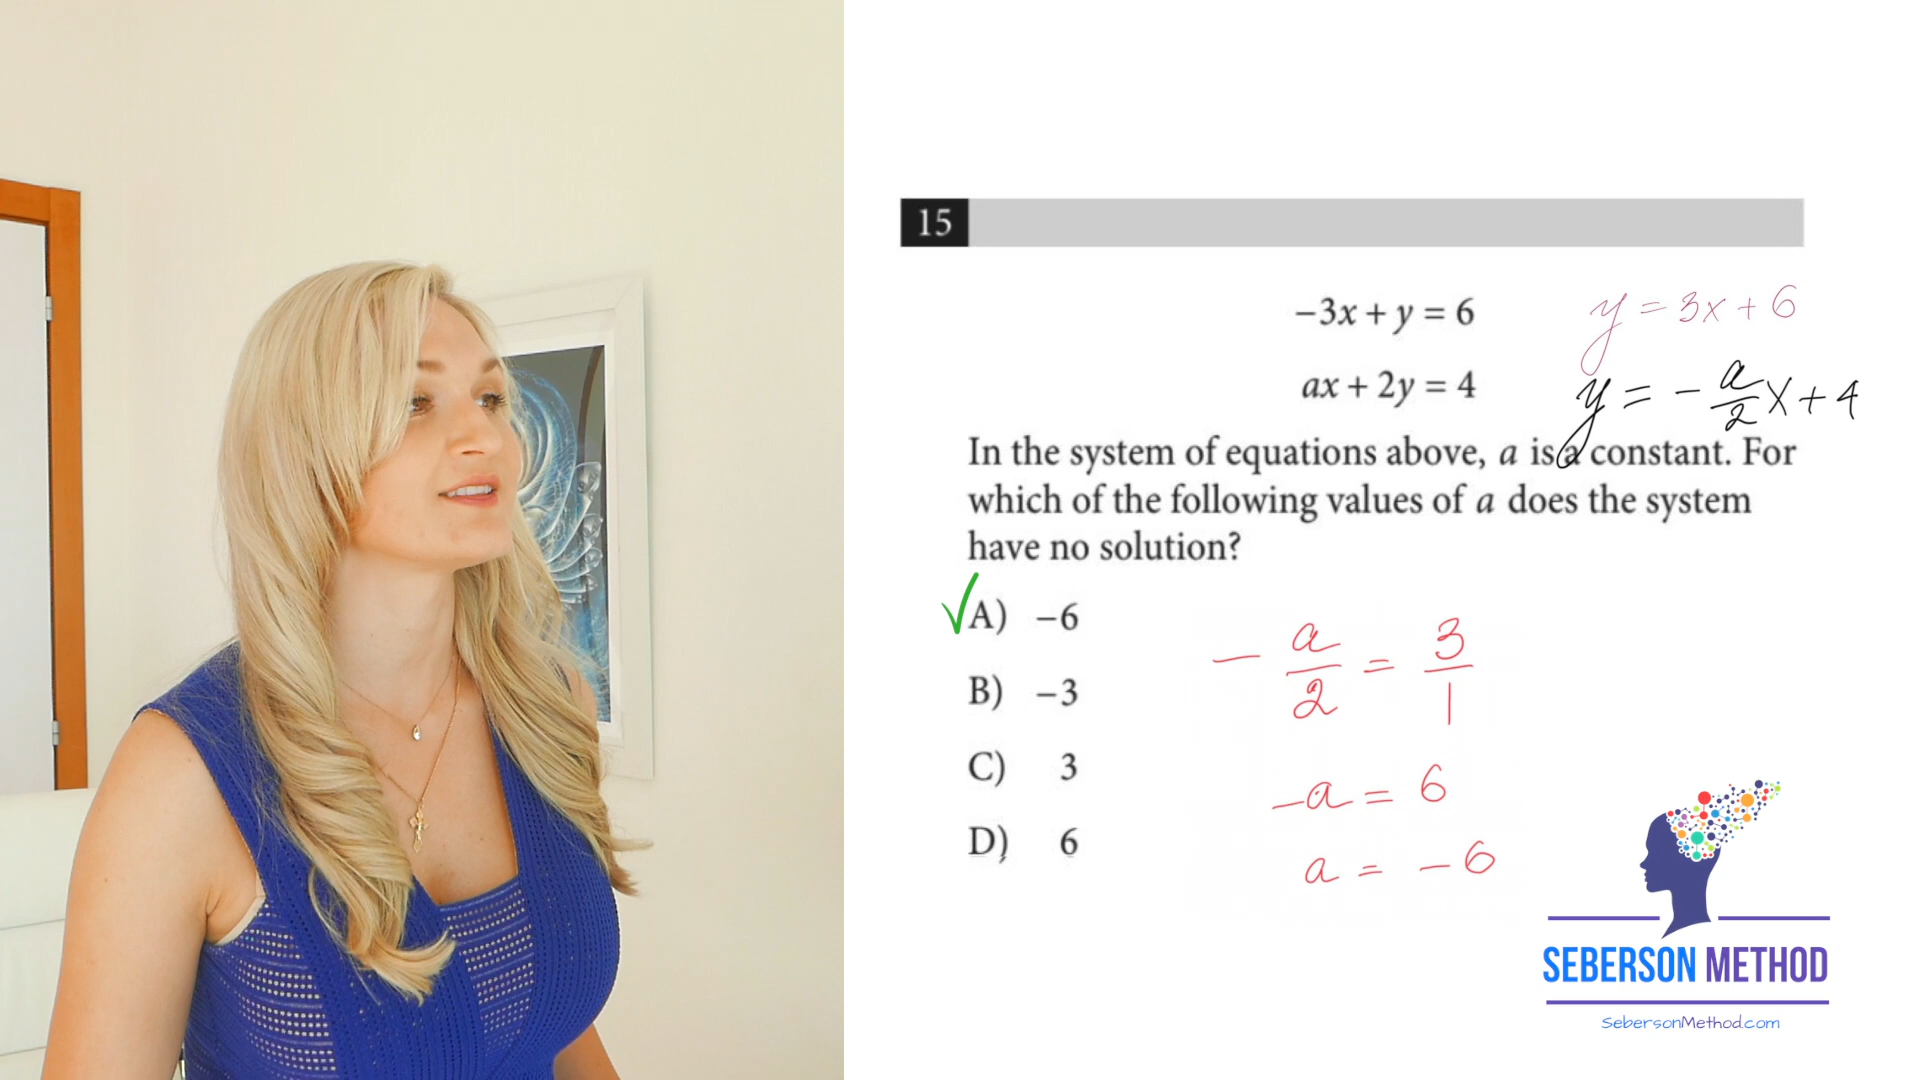 15
−3x + y = 6
y = 3x + 6
ax + 2y = 4
y = - a/2 x + 4
In the system of equations above, a is a constant. For
which of the following values of a does the system
have no solution?
✓A) −6
B) −3
C) 3
D) 6
- a/2 = 3/1
-a = 6
a = -6
SEBERSON METHOD
SebersonMethod.com